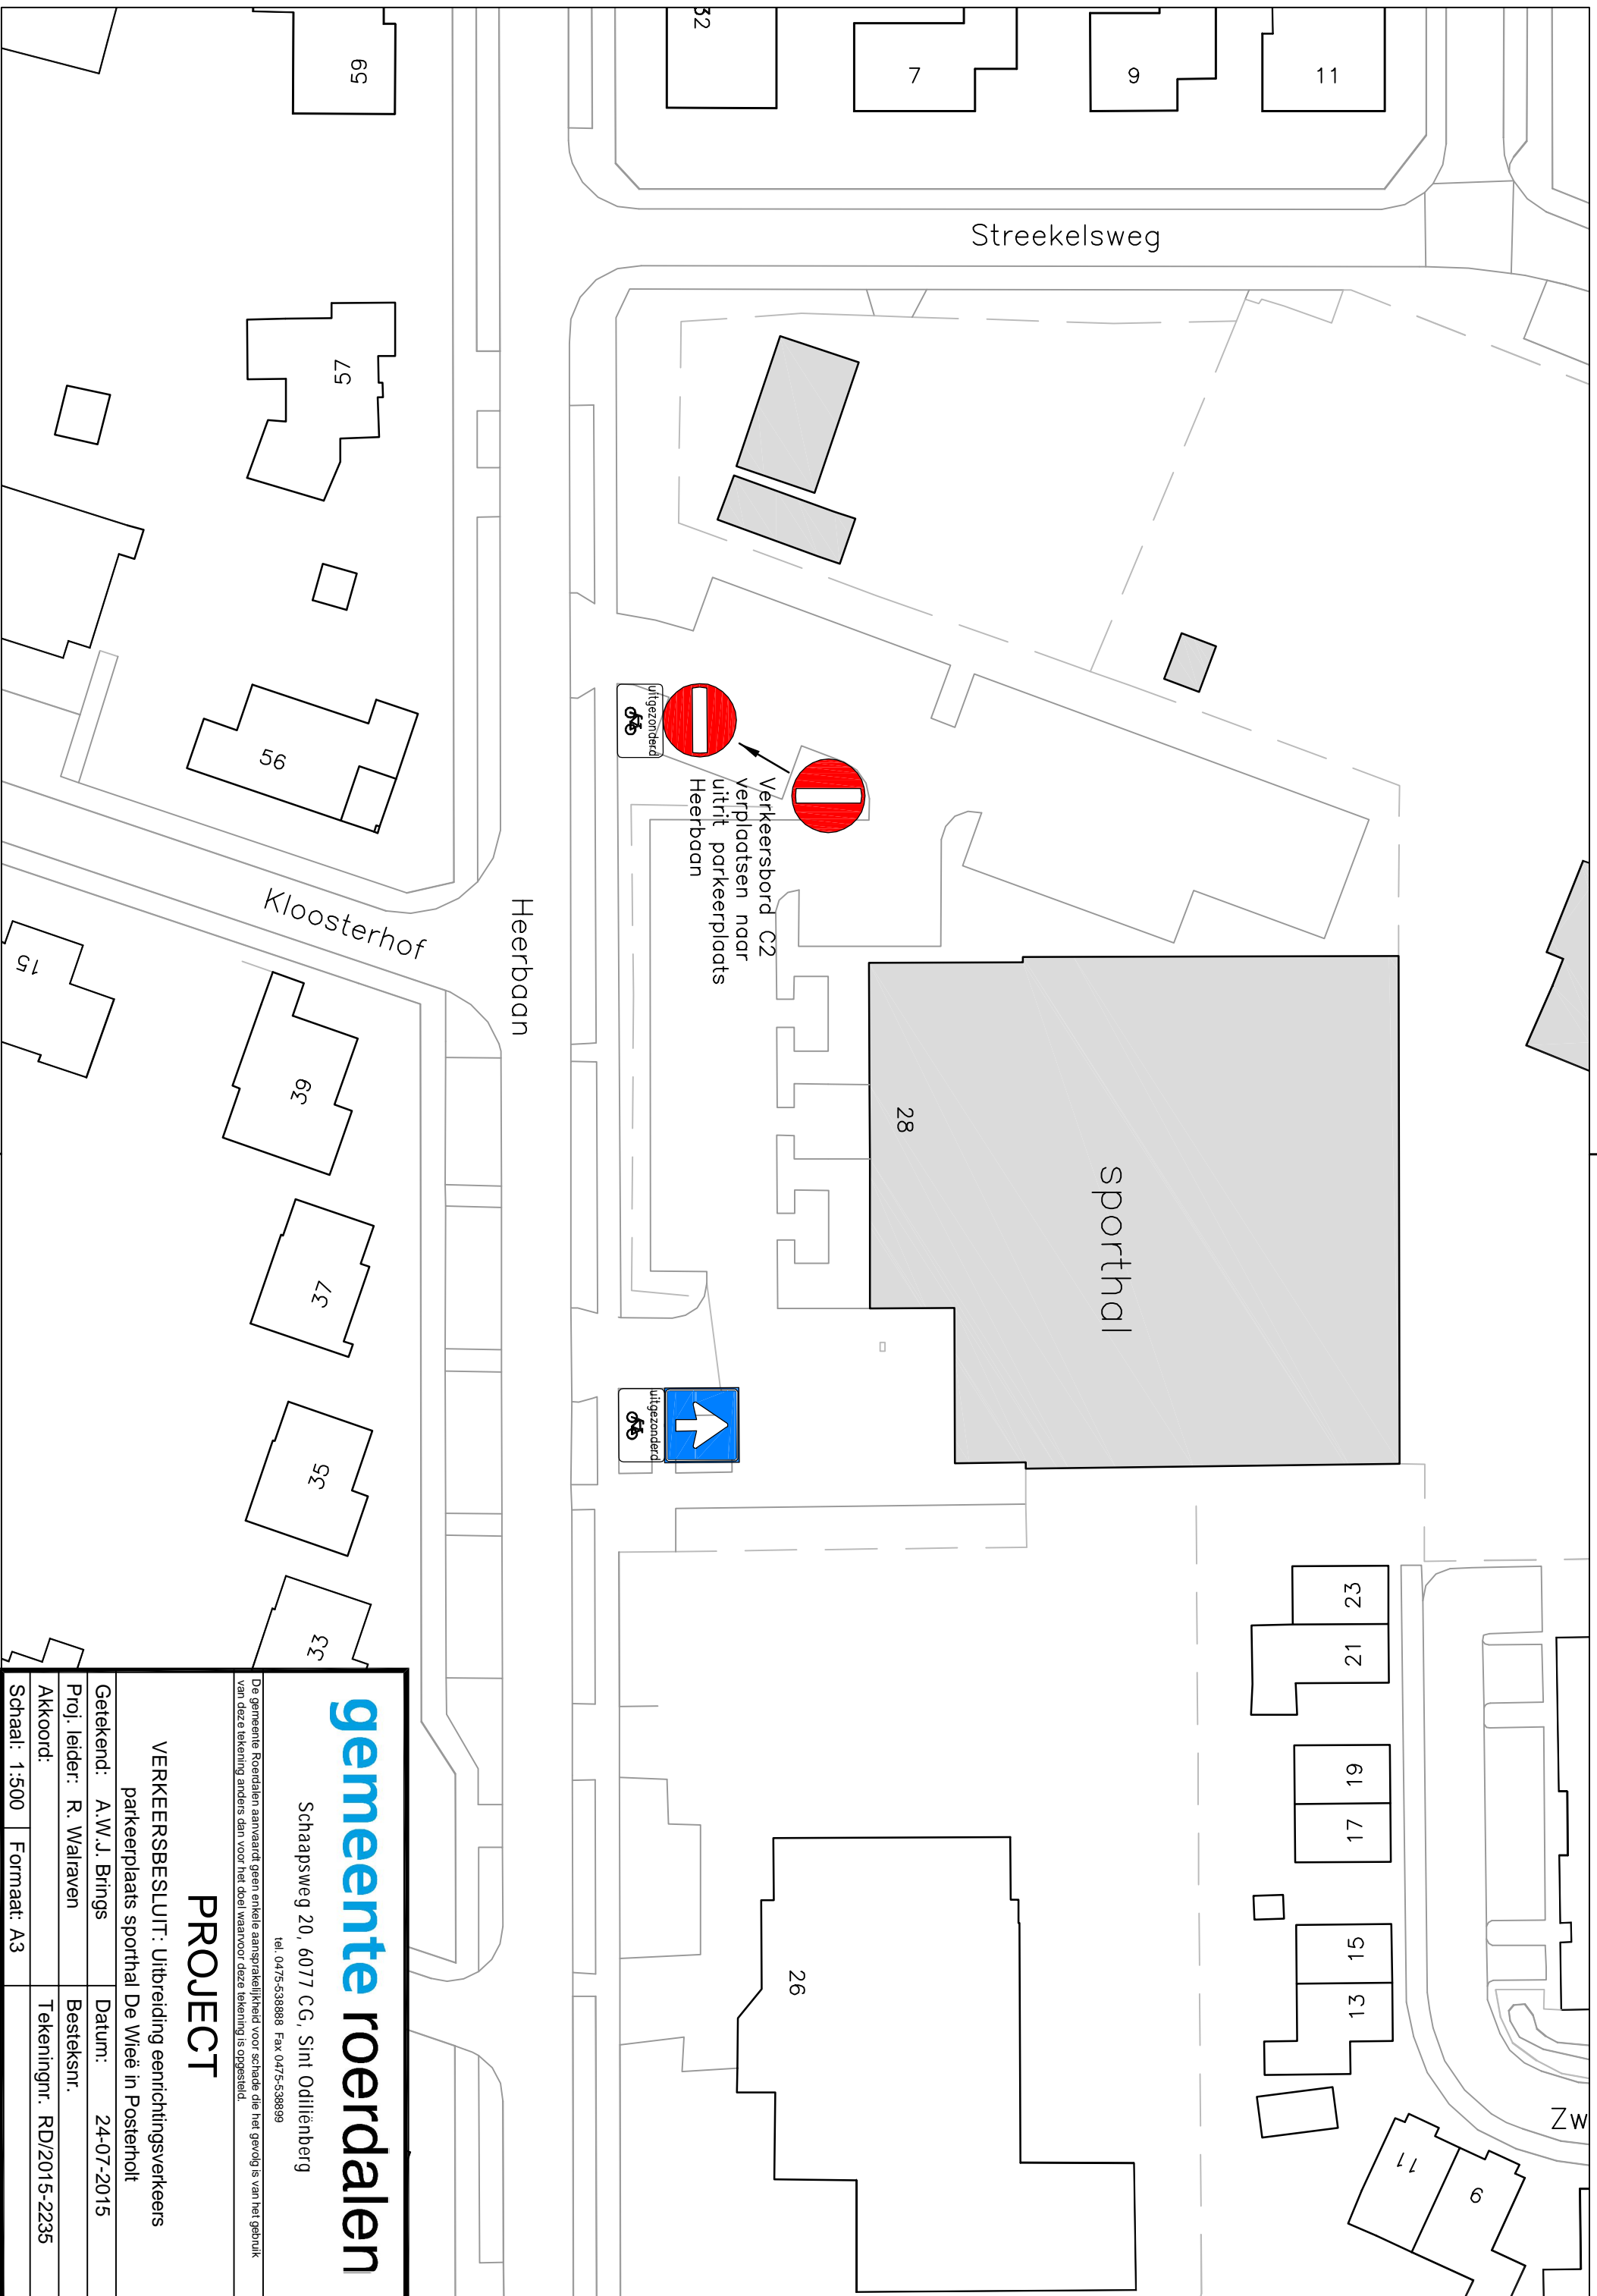 32
7
9
11
59
Streekelsweg
57
56
uitgezonderd
Verkeersbord C2
verplaatsen naar
uitrit parkeerplaats
Heerbaan
Kloosterhof
Heerbaan
15
39
28
sporthal
37
uitgezonderd
35
33
23
21
19
17
15
13
26
Zw
11
9
gemeente roerdalen
Schaapsweg 20, 6077 CG, Sint Odiliënberg
tel. 0475-538888 Fax 0475-538899
De gemeente Roerdalen aanvaardt geen enkele aansprakelijkheid voor schade die het gevolg is van het gebruik
van deze tekening anders dan voor het doel waarvoor deze tekening is opgesteld.
PROJECT
VERKEERSBESLUIT: Uitbreiding eenrichtingsverkeers
parkeerplaats sporthal De Wieë in Posterholt
Getekend: A.W.J. Brings Datum: 24-07-2015
Proj. leider: R. Walraven Besteksnr.
Akkoord: Tekeningnr. RD/2015-2235
Schaal: 1:500 Formaat: A3